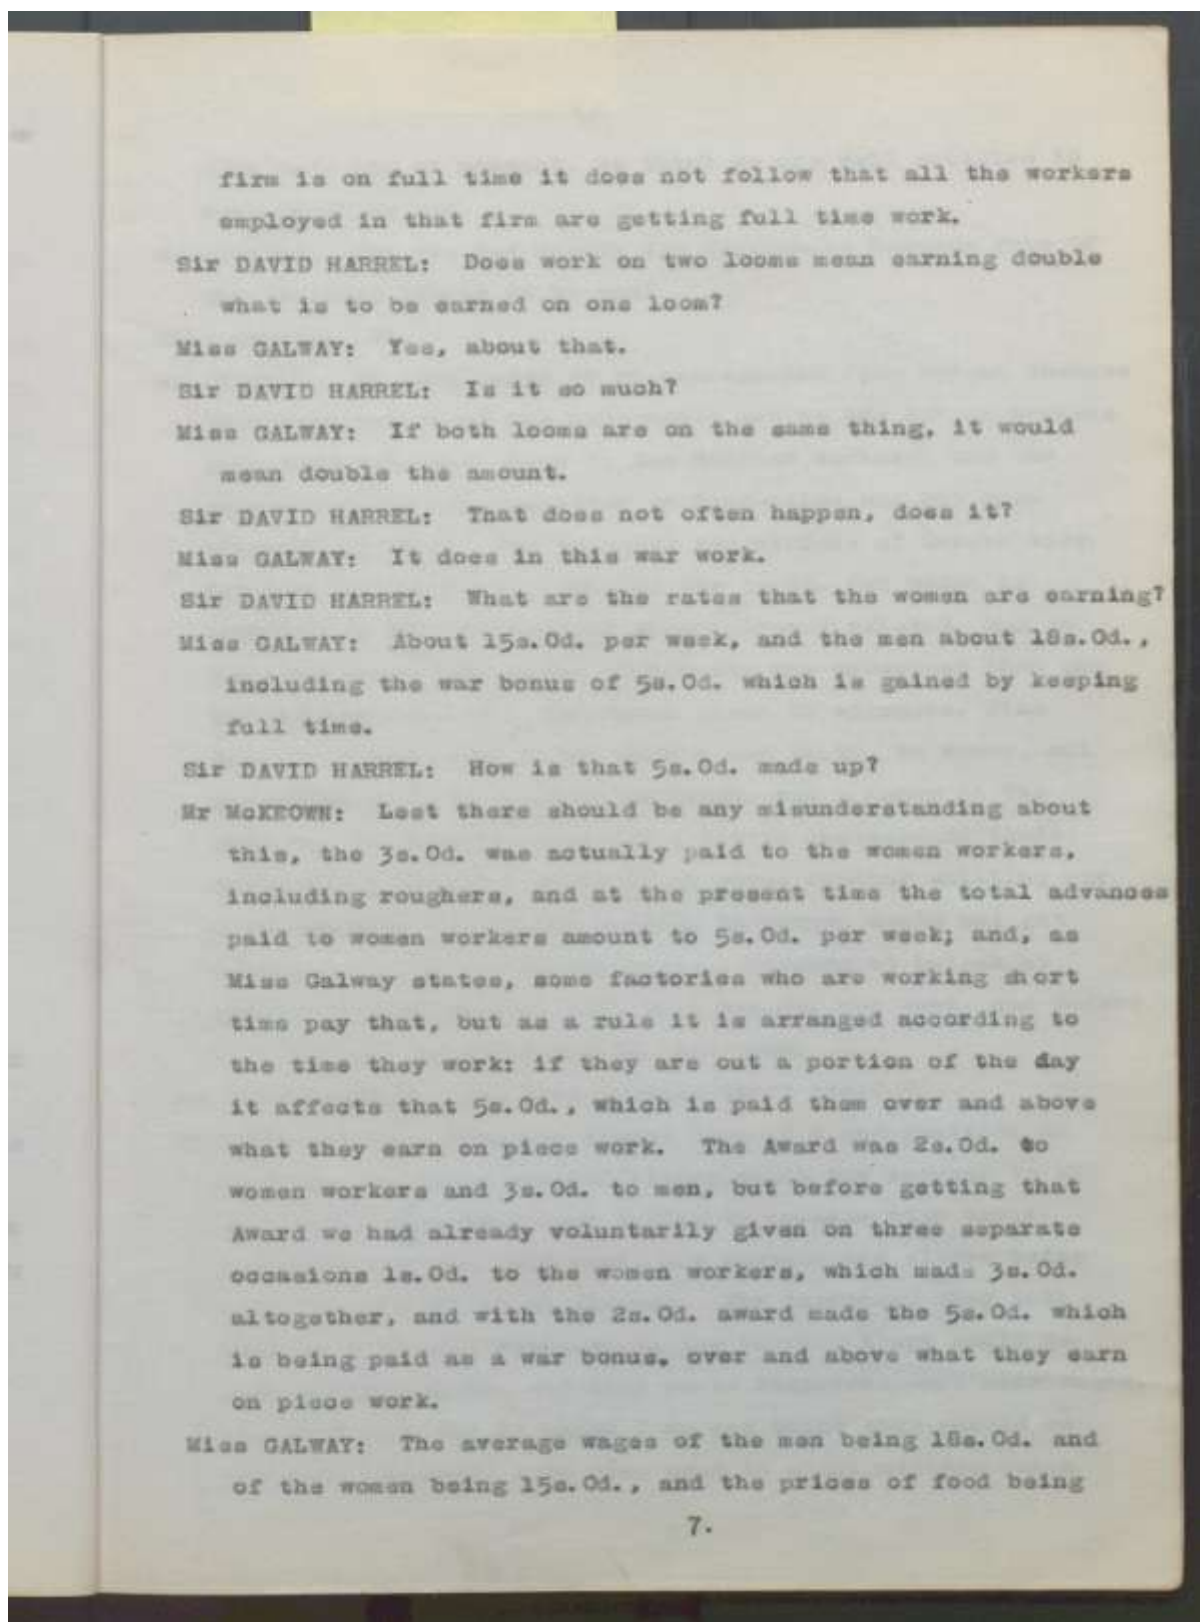 firm is on full time it does not follow that all the workers
employed in that firm are getting full time work.
Sir DAVID HARREL: Does work on two looms mean earning double
what is to be earned on one loom?
Miss GALWAY: Yes, about that.
Sir DAVID HARREL: Is it so much?
Miss GALWAY: If both looms are on the same thing, it would
mean double the amount.
Sir DAVID HARREL: That does not often happen, does it?
Miss GALWAY: It does in this war work.
Sir DAVID HARREL: What are the rates that the women are earning?
Miss GALWAY: About 15s.0d. per week, and the men about 18s.0d.,
including the war bonus of 5s.0d. which is gained by keeping
full time.
Sir DAVID HARREL: How is that 5s.0d. made up?
Mr McKEOWN: Lest there should be any misunderstanding about
this, the 3s.0d. was actually paid to the women workers,
including roughers, and at the present time the total advances
paid to women workers amount to 5s.0d. per week; and, as
Miss Galway states, some factories who are working short
time pay that, but as a rule it is arranged according to
the time they work: if they are out a portion of the day
it affects that 5s.0d., which is paid them over and above
what they earn on piece work. The Award was 2s.0d. to
women workers and 3s.0d. to men, but before getting that
Award we had already voluntarily given on three separate
occasions 1s.0d. to the women workers, which made 3s.0d.
altogether, and with the 2s.0d. award made the 5s.0d. which
is being paid as a war bonus, over and above what they earn
on piece work.
Miss GALWAY: The average wages of the men being 18s.0d. and
of the women being 15s.0d., and the prices of food being
7.